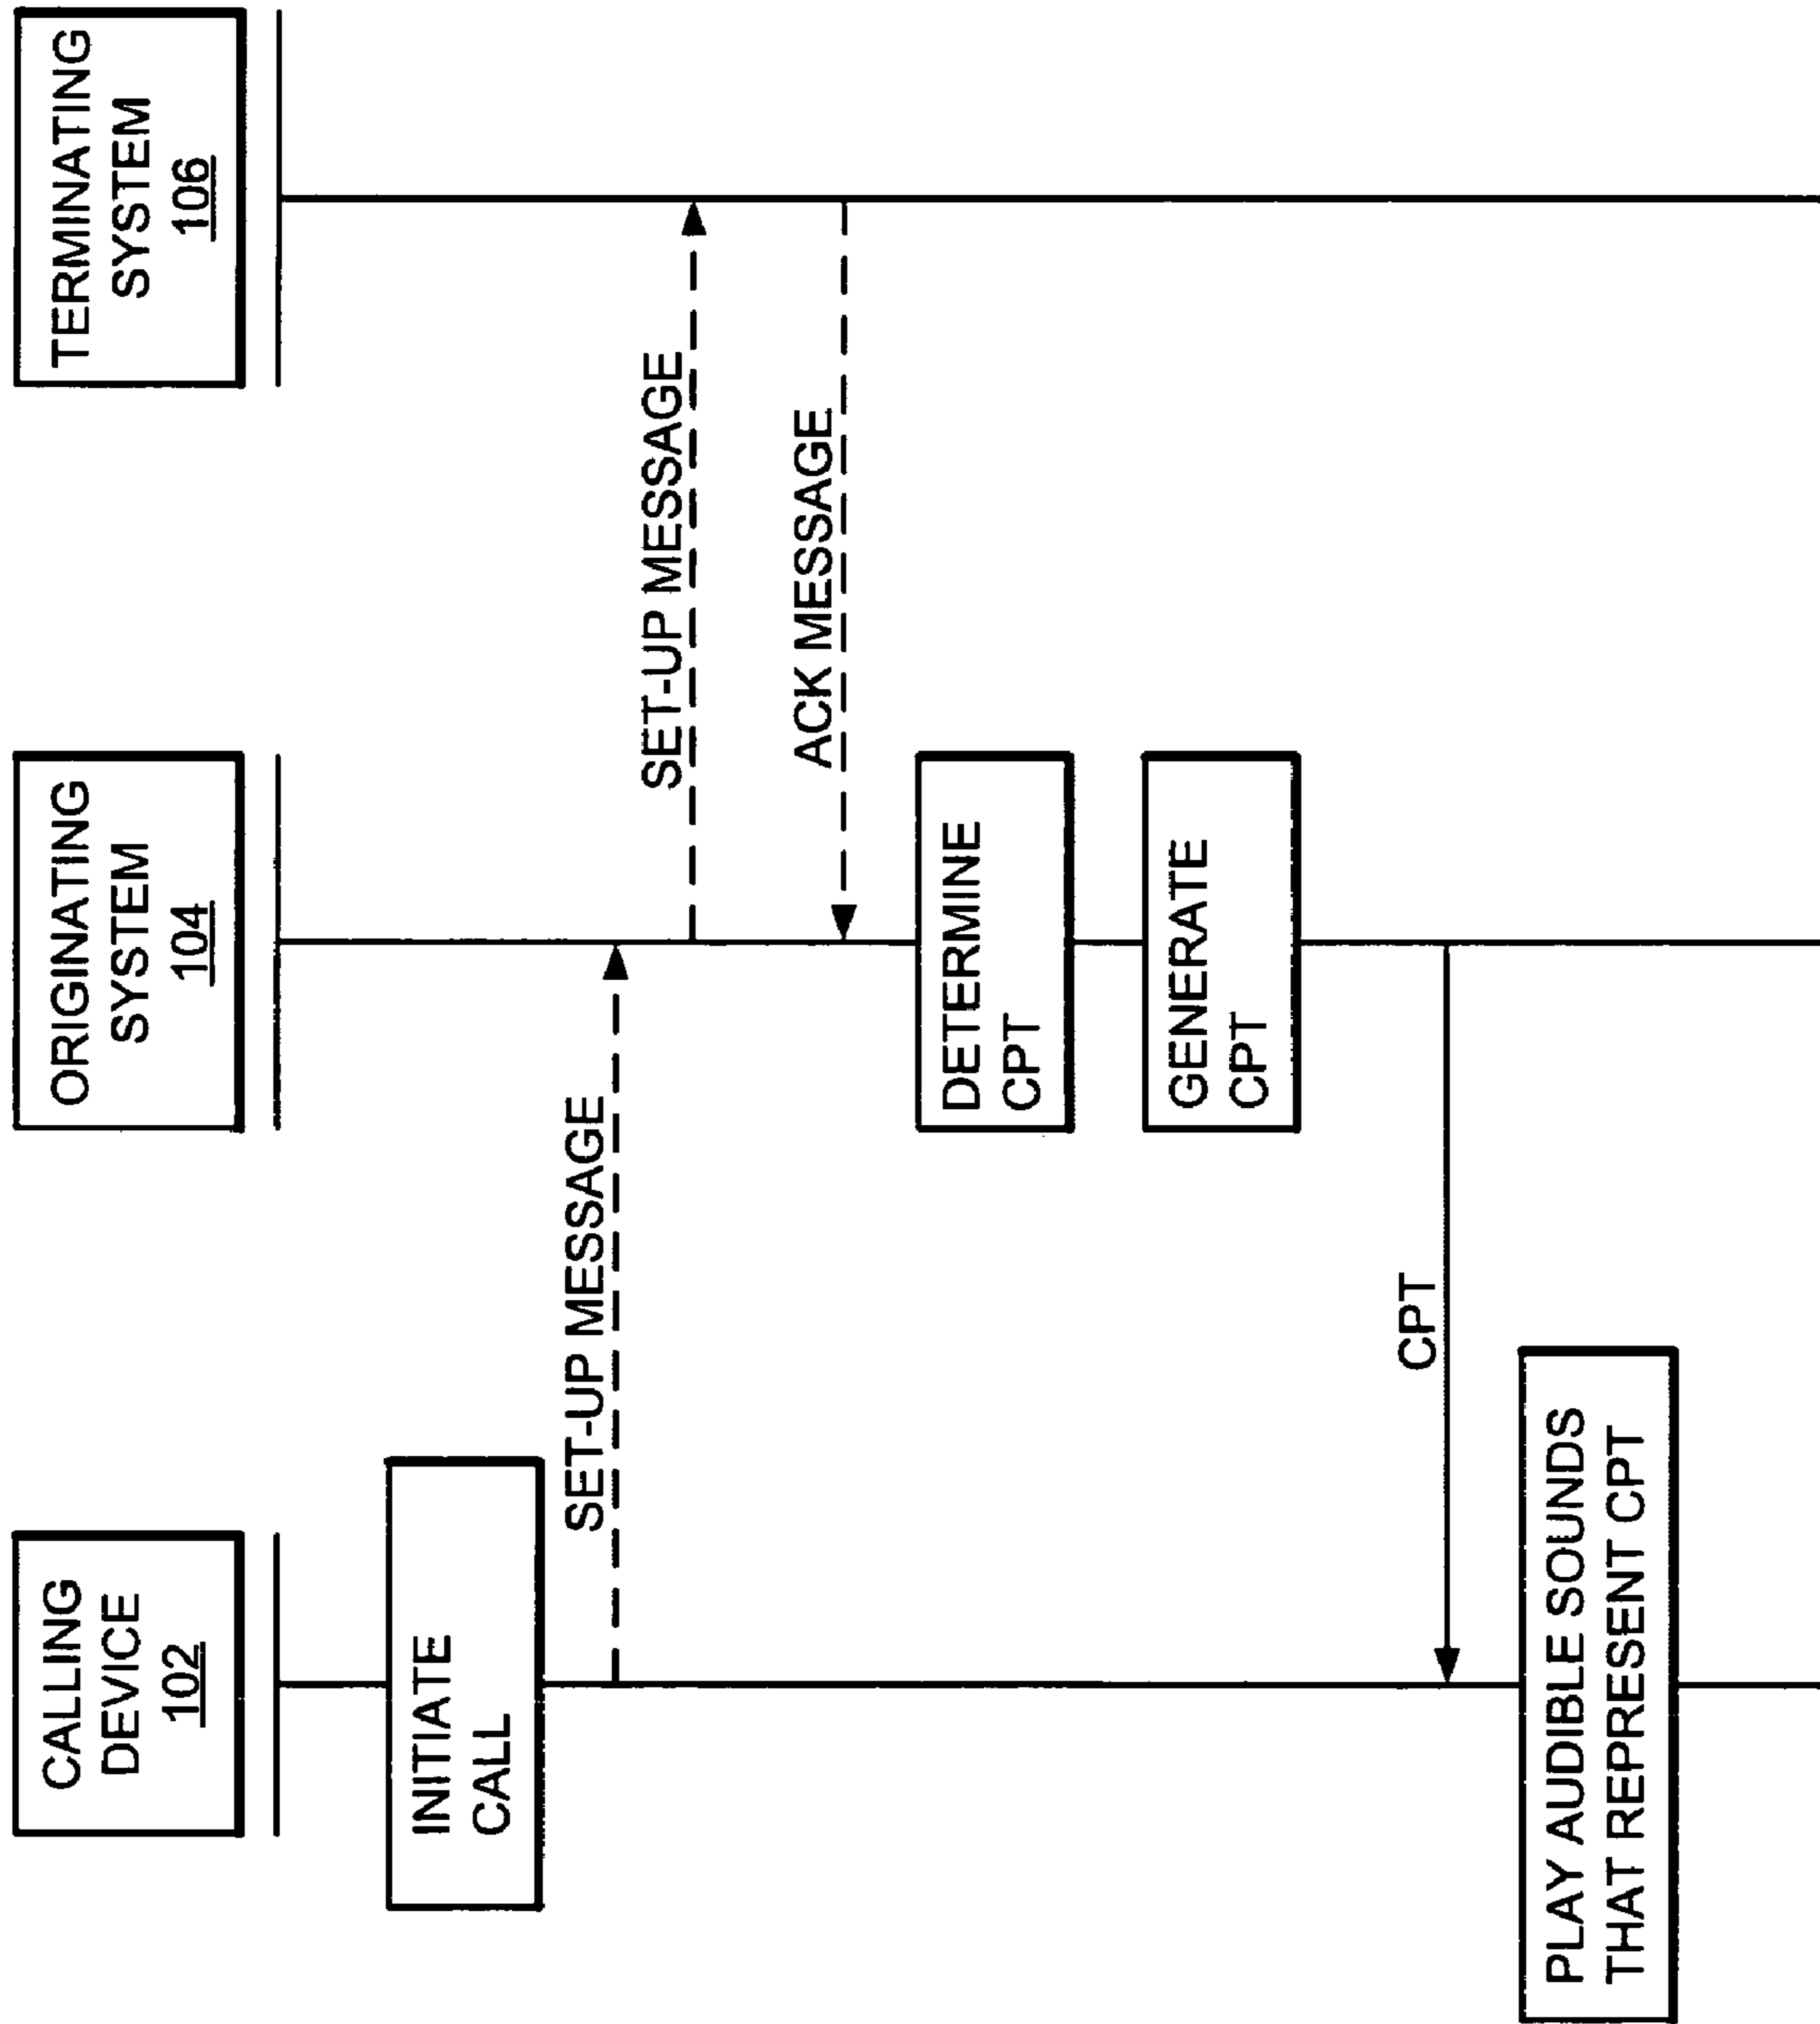 CALLING
DEVICE
102
ORIGINATING
SYSTEM
104
TERMINATING
SYSTEM
106
INITIATE
CALL
SET-UP MESSAGE
SET-UP MESSAGE
ACK MESSAGE
DETERMINE
CPT
GENERATE
CPT
CPT
PLAY AUDIBLE SOUNDS
THAT REPRESENT CPT